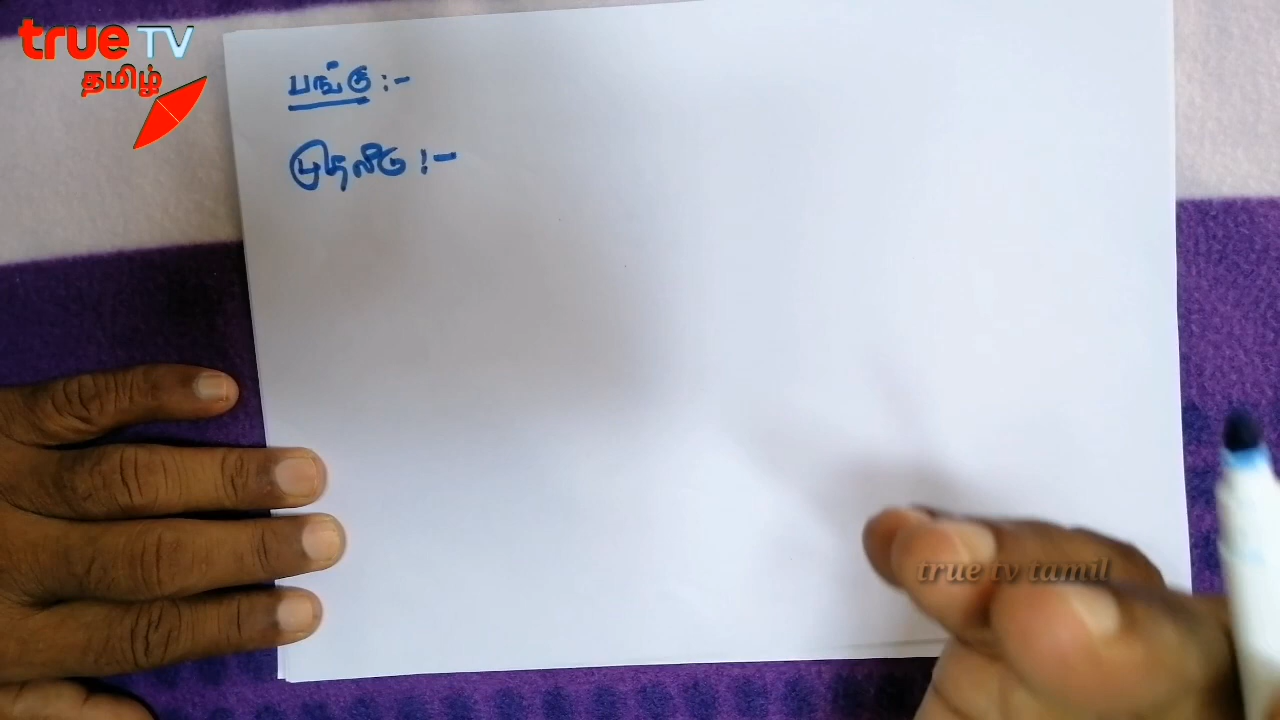 true TV
தமிழ்
பங்கு :-
முதலீடு :-
true tv tamil